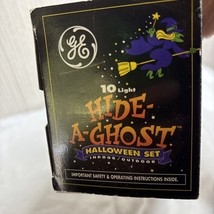 GE
10 Light
HIDE-
A-GHOST
HALLOWEEN SET
INDOOR/OUTDOOR
IMPORTANT SAFETY & OPERATING INSTRUCTIONS INSIDE.